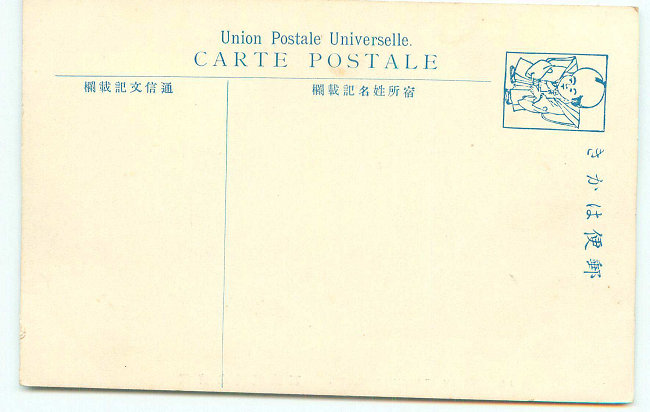 Union Postale Universelle.
CARTE POSTALE
通信文記載欄
宿所姓名記載欄
郵便はかき